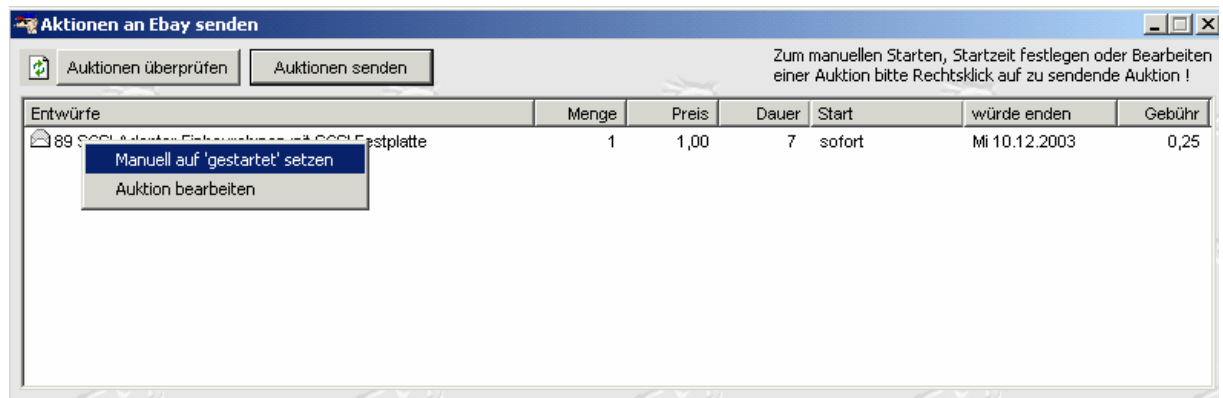 Aktionen an Ebay senden
Auktionen überprüfen
Auktionen senden
Zum manuellen Starten, Startzeit festlegen oder Bearbeiten
einer Auktion bitte Rechtsklick auf zu sendende Auktion !
Entwürfe Menge Preis Dauer Start würde enden Gebühr
89 1 1,00 7 sofort Mi 10.12.2003 0,25
Manuell auf 'gestartet' setzen
Auktion bearbeiten